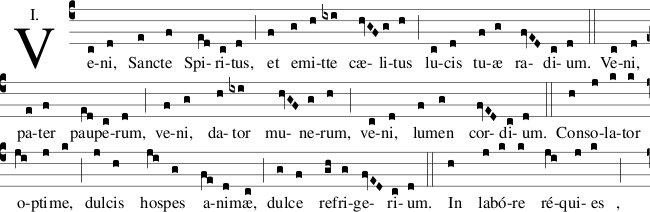 I.
Ve-ni, Sancte Spi-ri-tus, et emi-tte cæ-li-tus lu-cis tu-æ ra-di-um. Ve-ni,
pa-ter paupe-rum, ve-ni, da-tor mu-ne-rum, ve-ni, lumen cor-di-um. Conso-la-tor
o-ptime, dulcis hospes a-nimæ, dulce refri-ge-ri-um. In labó-re ré-qui-es ,